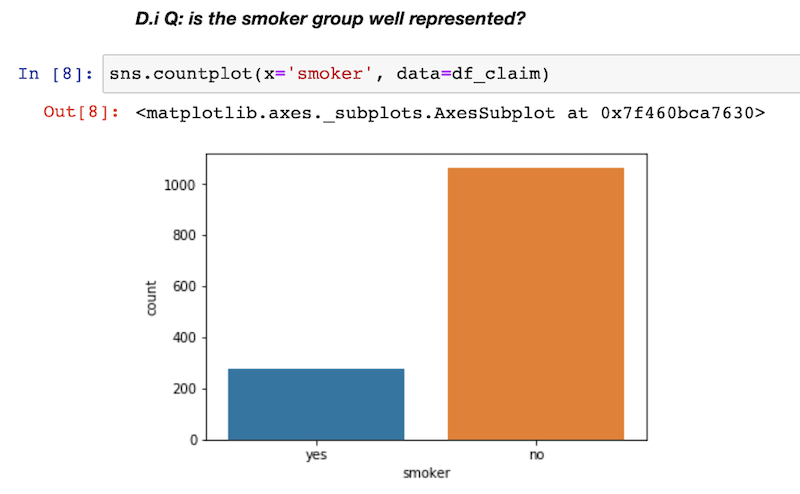 D.i Q: is the smoker group well represented?
In [8]: sns.countplot(x='smoker', data=df_claim)
Out[8]: <matplotlib.axes._subplots.AxesSubplot at 0x7f460bca7630>
1000
800
600
400
200
0
count
yes no
smoker